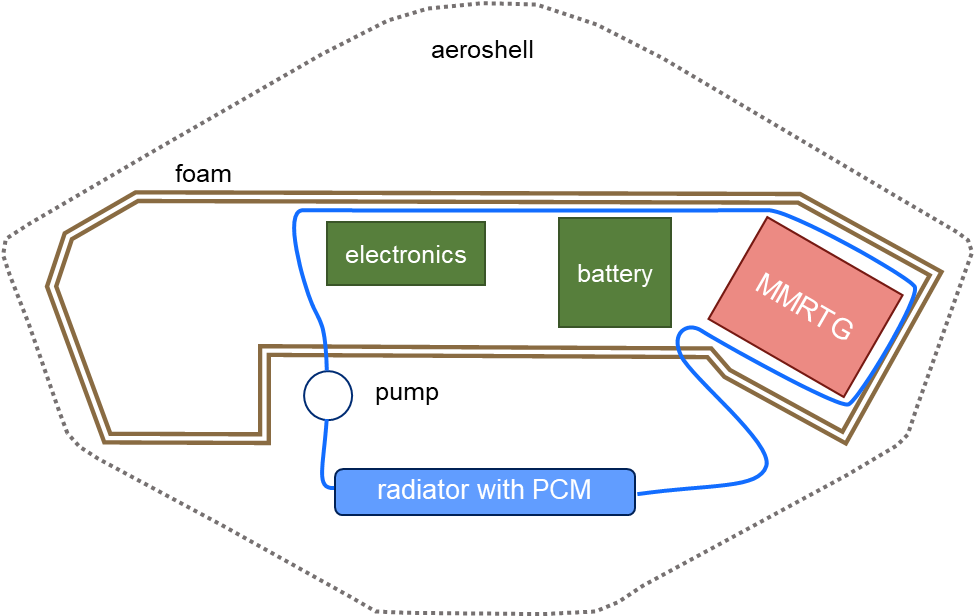 aeroshell
foam
electronics
battery
MMRTG
pump
radiator with PCM